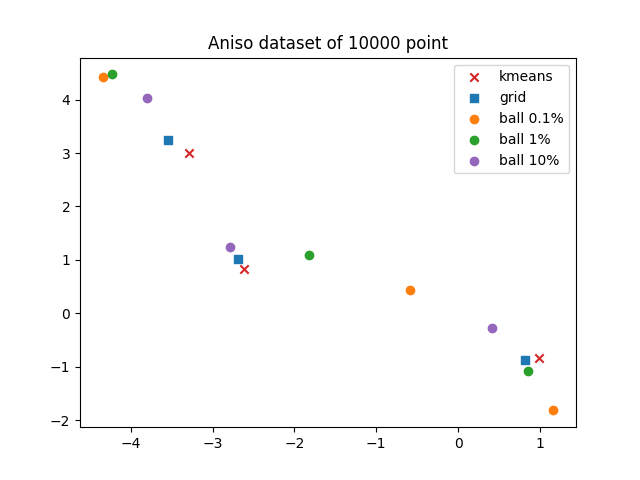 Aniso dataset of 10000 point
kmeans
grid
ball 0.1%
ball 1%
ball 10%
4
3
2
1
0
−1
−2
−4 −3 −2 −1 0 1